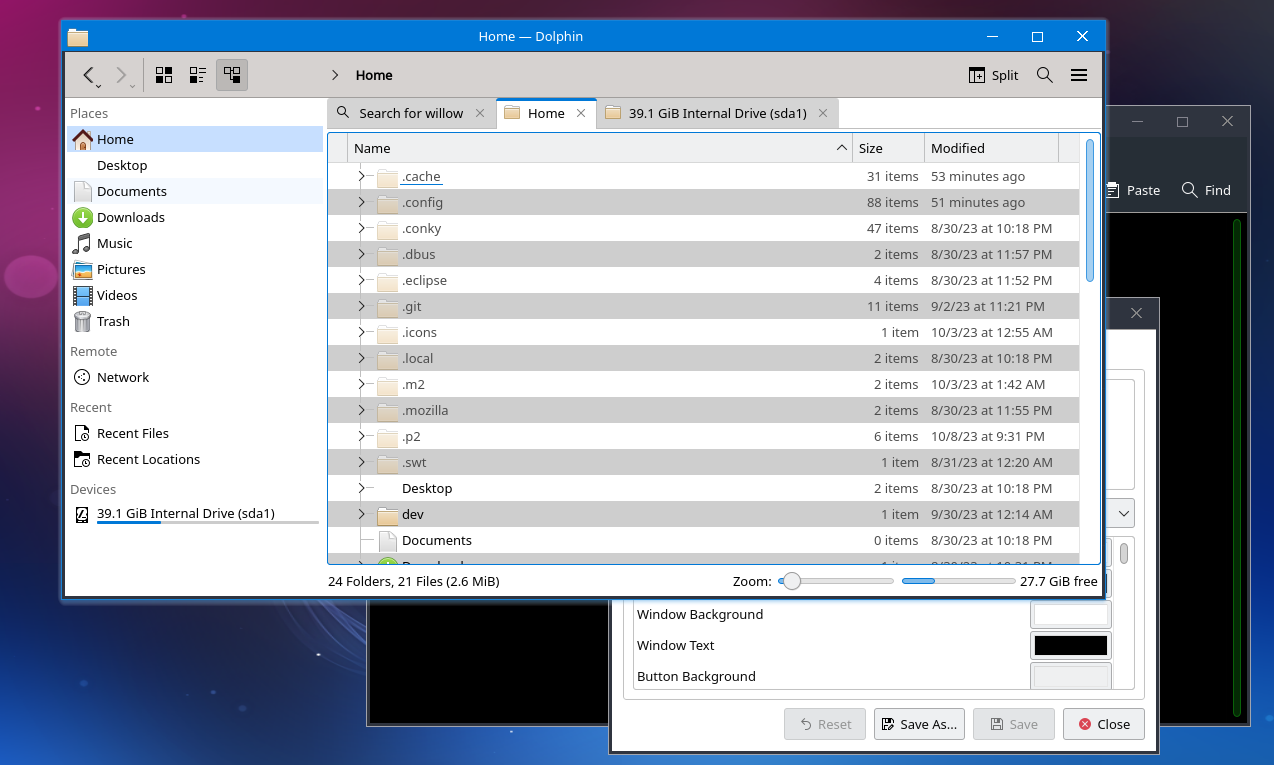 Home — Dolphin
Home
Split
Places
Home
Desktop
Documents
Downloads
Music
Pictures
Videos
Trash
Remote
Network
Recent
Recent Files
Recent Locations
Devices
39.1 GiB Internal Drive (sda1)
Search for willow
Home
39.1 GiB Internal Drive (sda1)
Name Size Modified
.cache 31 items 53 minutes ago
.config 88 items 51 minutes ago
.conky 47 items 8/30/23 at 10:18 PM
.dbus 2 items 8/30/23 at 11:57 PM
.eclipse 4 items 8/30/23 at 11:52 PM
.git 11 items 9/2/23 at 11:21 PM
.icons 1 item 10/3/23 at 12:55 AM
.local 2 items 8/30/23 at 10:18 PM
.m2 2 items 10/3/23 at 1:42 AM
.mozilla 2 items 8/30/23 at 11:55 PM
.p2 6 items 10/8/23 at 9:31 PM
.swt 1 item 8/31/23 at 12:20 AM
Desktop 2 items 8/30/23 at 10:18 PM
dev 1 item 9/30/23 at 12:14 AM
Documents 0 items 8/30/23 at 10:18 PM
24 Folders, 21 Files (2.6 MiB)
Zoom:
27.7 GiB free
Paste
Find
Window Background
Window Text
Button Background
Reset
Save As...
Save
Close